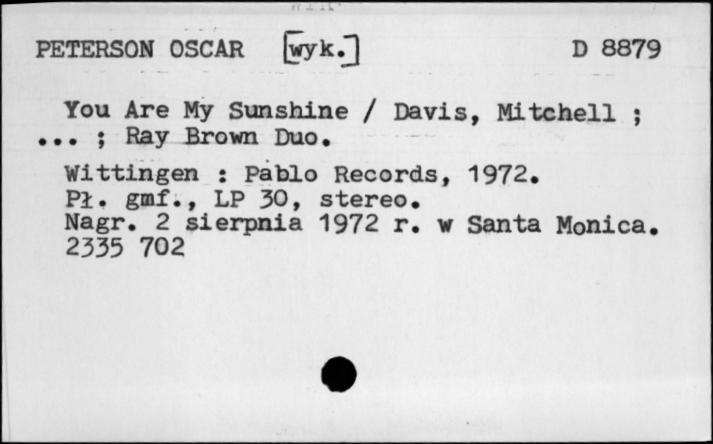 PETERSON OSCAR [wyk.] D 8879
You Are My Sunshine / Davis, Mitchell ;
... ; Ray Brown Duo.
Wittingen : Pablo Records, 1972.
Pł. gmf., LP 30, stereo.
Nagr. 2 sierpnia 1972 r. w Santa Monica.
2335 702